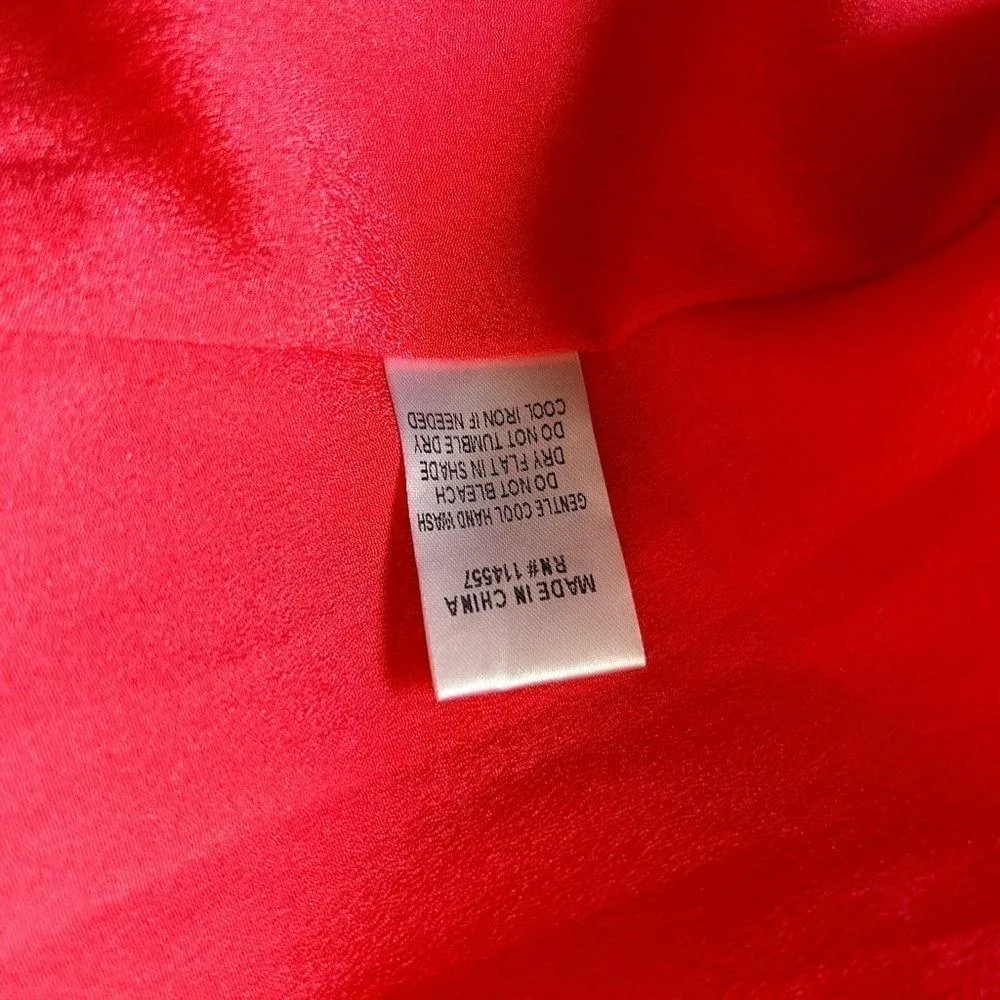 MADE IN CHINA
RN# 114557
GENTLE COOL HAND WASH
DO NOT BLEACH
DRY FLAT IN SHADE
DO NOT TUMBLE DRY
COOL IRON IF NEEDED